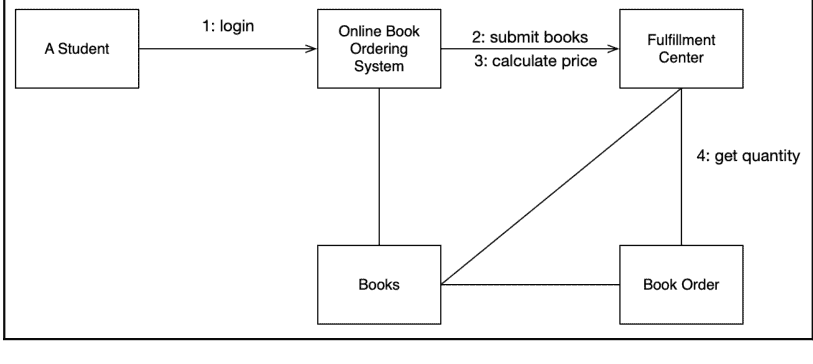 A Student
1: login
Online Book
Ordering
System
2: submit books
3: calculate price
Fulfillment
Center
4: get quantity
Books
Book Order